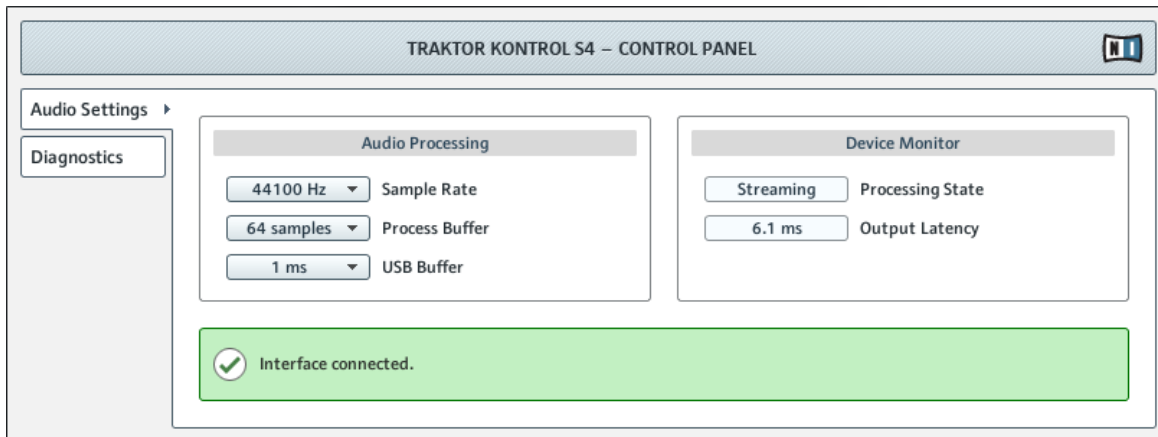 TRAKTOR KONTROL S4 – CONTROL PANEL
NI
Audio Settings
Diagnostics
Audio Processing
44100 Hz Sample Rate
64 samples Process Buffer
1 ms USB Buffer
Device Monitor
Streaming Processing State
6.1 ms Output Latency
Interface connected.